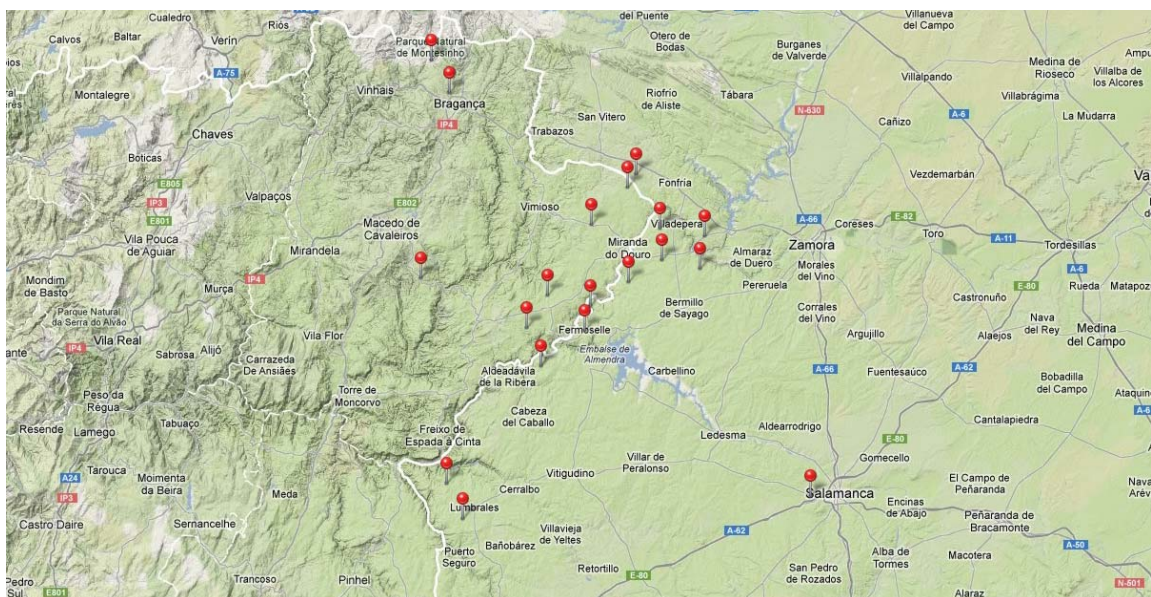 Cualedro
del Puente
Villanueva
del Campo
Calvos
Baltar
Verín
Riós
Parque Natural
de Montesinho
Otero de
Bodas
Burganes
de Valverde
A-75
Vinhais
Riofrio
de Aliste
Tábara
Villalpando
Medina de
Rioseco
Villalba de
los Alcores
Montalegre
Bragança
Villabrágima
San Vitero
N-630
A-6
La Mudarra
Chaves
IP4
Trabazos
Cañizo
Boticas
E805
Valpaços
Fonfria
Vezdemarbán
IP3
E802
E801
Macedo de
Cavaleiros
Vimioso
Villadepera
A-66
Coreses
E-82
Toro
A-11
Vila Pouca
de Aguiar
Mirandela
Miranda
do Douro
Almaraz
de Duero
Zamora
Tordesillas
Mondim
de Basto
IP4
Morales
del Vino
A-6
Murça
Pereruela
Rueda
Matapoz
Parque Natural
da Serra do Alvão
Bermillo
de Sayago
Corrales
del Vino
Castronuño
E-80
Nava
del Rey
Vila Flor
Fermoselle
Argujillo
Alaejos
Medina
del Campo
IP4
Vila Real
Sabrosa
Alijó
Embalse de
Almendra
Carrazeda
De Ansiães
Aldeadávila
de la Ribera
Carbellino
A-66
Fuentesaúco
A-62
Bobadilla
del Campo
Ataquin
Peso da
Régua
Torre de
Moncorvo
Cabeza
del Caballo
A-6
Resende
Lamego
Tabuaço
Freixo de
Espada à Cinta
Ledesma
Aldearrodrigo
Cantalapiedra
E-80
Tarouca
Moimenta
da Beira
Meda
Vitigudino
Villar de
Peralonso
Gomecello
A24
El Campo de
Peñaranda
IP3
Cerralbo
Salamanca
Lumbrales
Encinas
de Abajo
Peñaranda de
Bracamonte
Castro Daire
Sernancelhe
Villavieja
de Yeltes
A-62
Puerto
Seguro
Bañobárez
Alba de
Tormes
A-50
Macotera
Pedro
Sul
E801
Trancoso
Pinhel
Retortillo
E-80
San Pedro
de Rozados
Alaraz
N-501